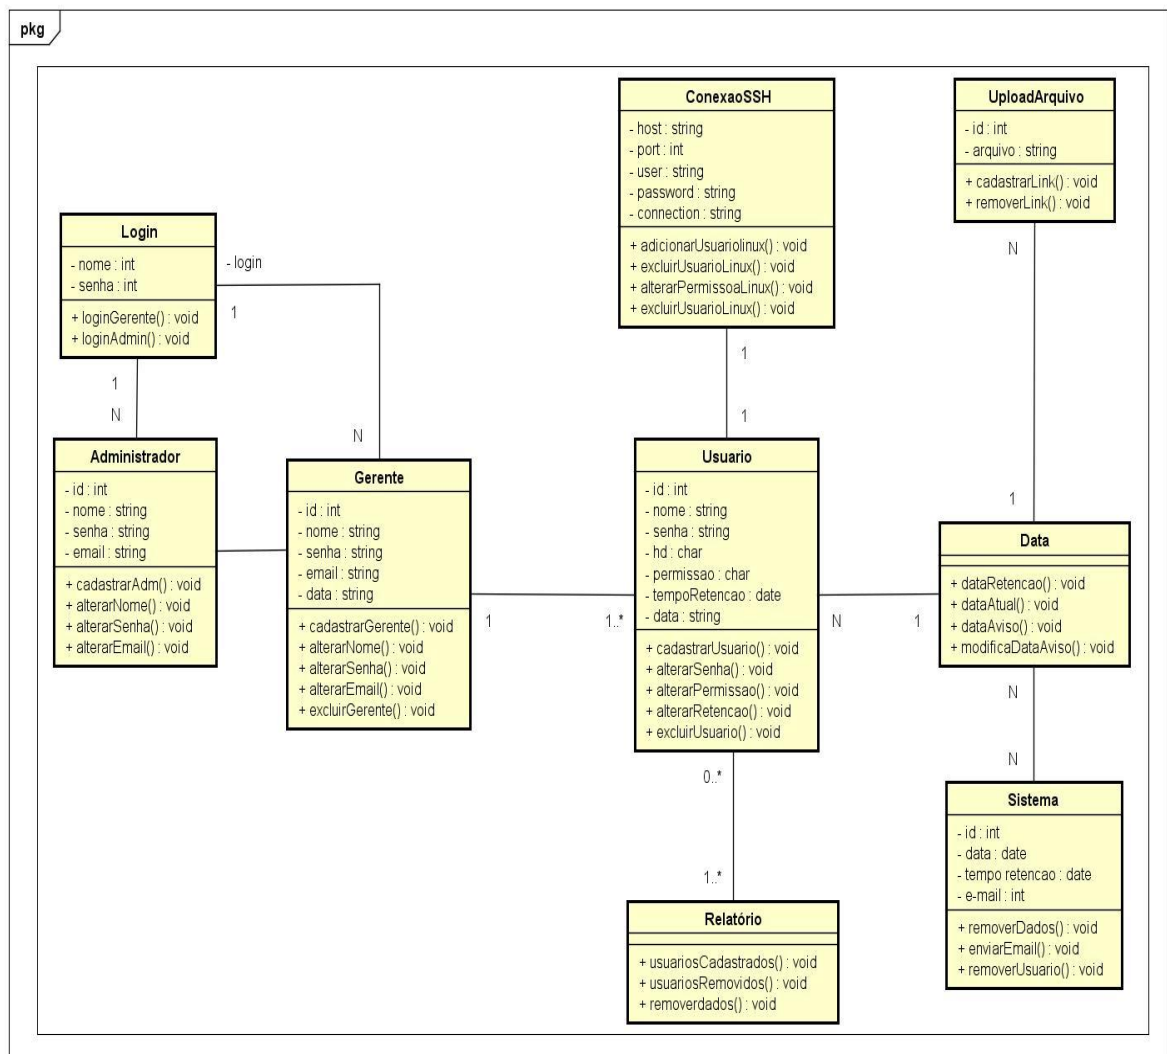 pkg
ConexaoSSH
- host : string
- port : int
- user : string
- password : string
- connection : string
+ adicionarUsuariolinux() : void
+ excluirUsuarioLinux() : void
+ alterarPermissoaLinux() : void
+ excluirUsuarioLinux() : void
UploadArquivo
- id : int
- arquivo : string
+ cadastrarLink() : void
+ removerLink() : void
Login
- nome : int
- senha : int
+ loginGerente() : void
+ loginAdmin() : void
- login
1
N
1
N
1
1
N
1
Administrador
- id : int
- nome : string
- senha : string
- email : string
+ cadastrarAdm() : void
+ alterarNome() : void
+ alterarSenha() : void
+ alterarEmail() : void
Gerente
- id : int
- nome : string
- senha : string
- email : string
- data : string
+ cadastrarGerente() : void
+ alterarNome() : void
+ alterarSenha() : void
+ alterarEmail() : void
+ excluirGerente() : void
1
1..*
Usuario
- id : int
- nome : string
- senha : string
- hd : char
- permissao : char
- tempoRetencao : date
- data : string
+ cadastrarUsuario() : void
+ alterarSenha() : void
+ alterarPermissao() : void
+ alterarRetencao() : void
+ excluirUsuario() : void
N
1
Data
+ dataRetencao() : void
+ dataAtual() : void
+ dataAviso() : void
+ modificaDataAviso() : void
N
N
0..*
1..*
Relatório
+ usuariosCadastrados() : void
+ usuariosRemovidos() : void
+ removerdados() : void
Sistema
- id : int
- data : date
- tempo retencao : date
- e-mail : int
+ removerDados() : void
+ enviarEmail() : void
+ removerUsuario() : void